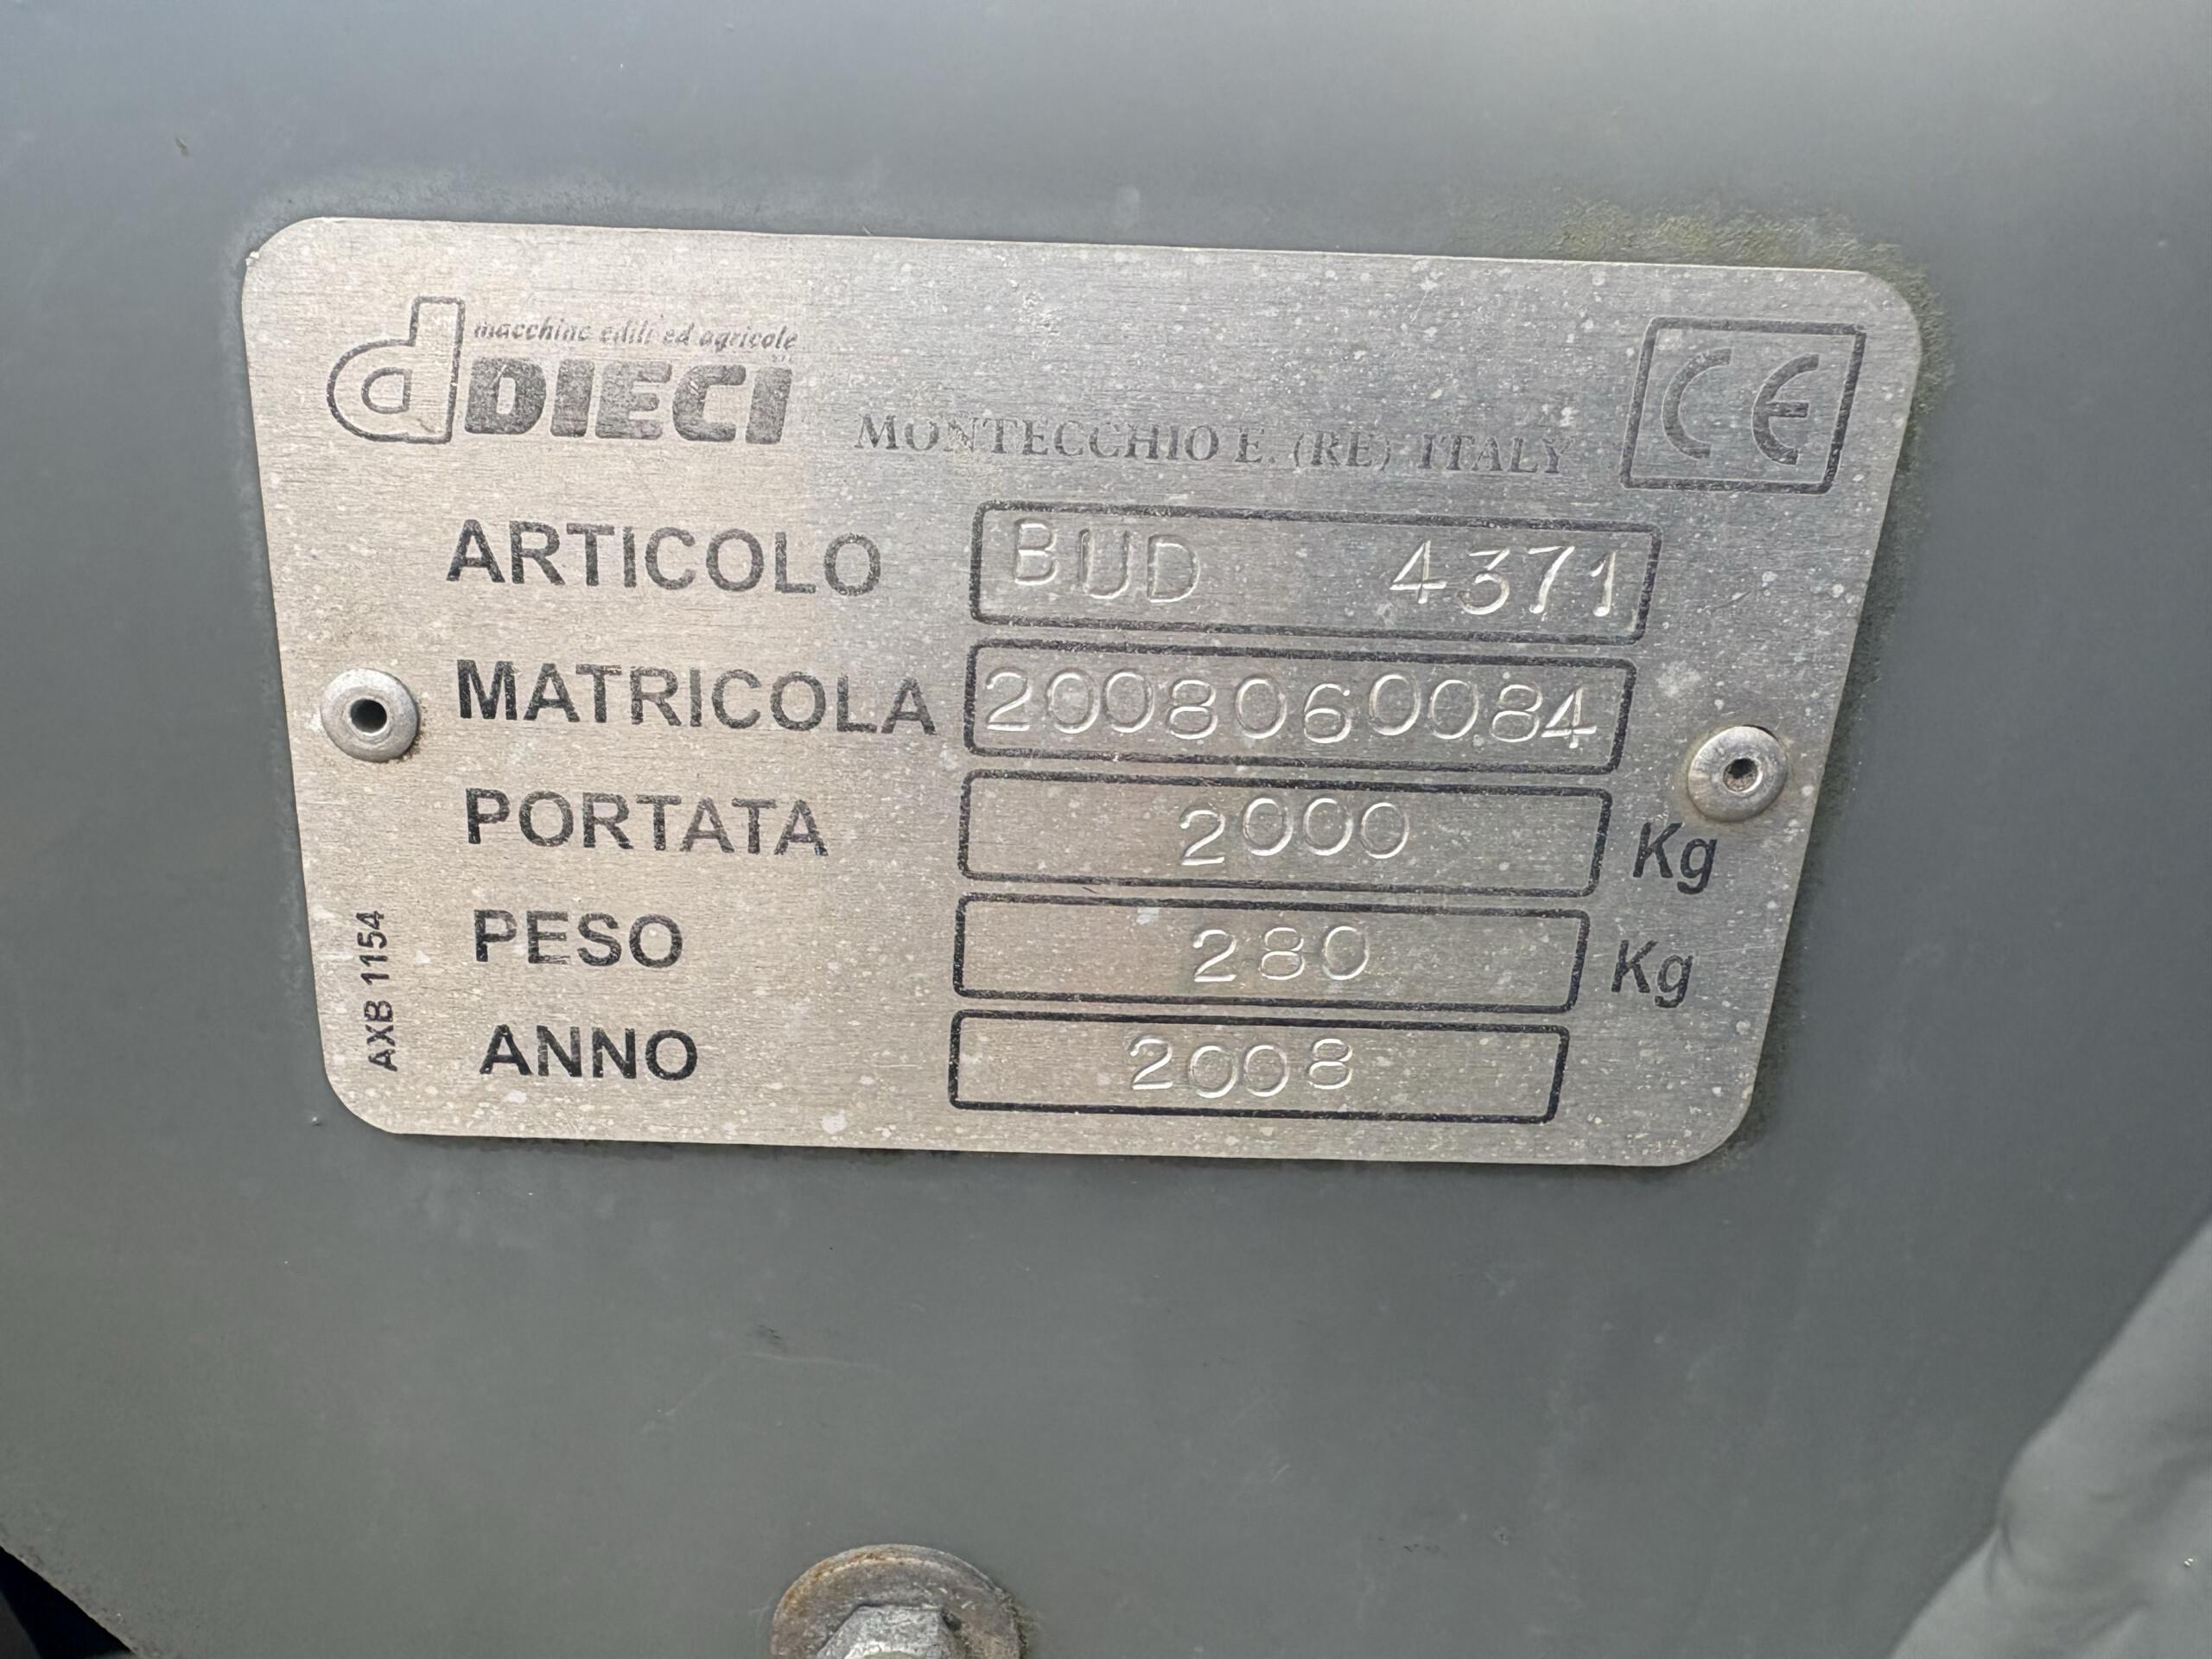 macchine edili ed agricole
d DIECI
MONTECCHIO E. (RE) ITALY
CE
ARTICOLO BUD 4371
MATRICOLA 2008060084
PORTATA 2000 Kg
PESO 280 Kg
ANNO 2008
AXB 1154